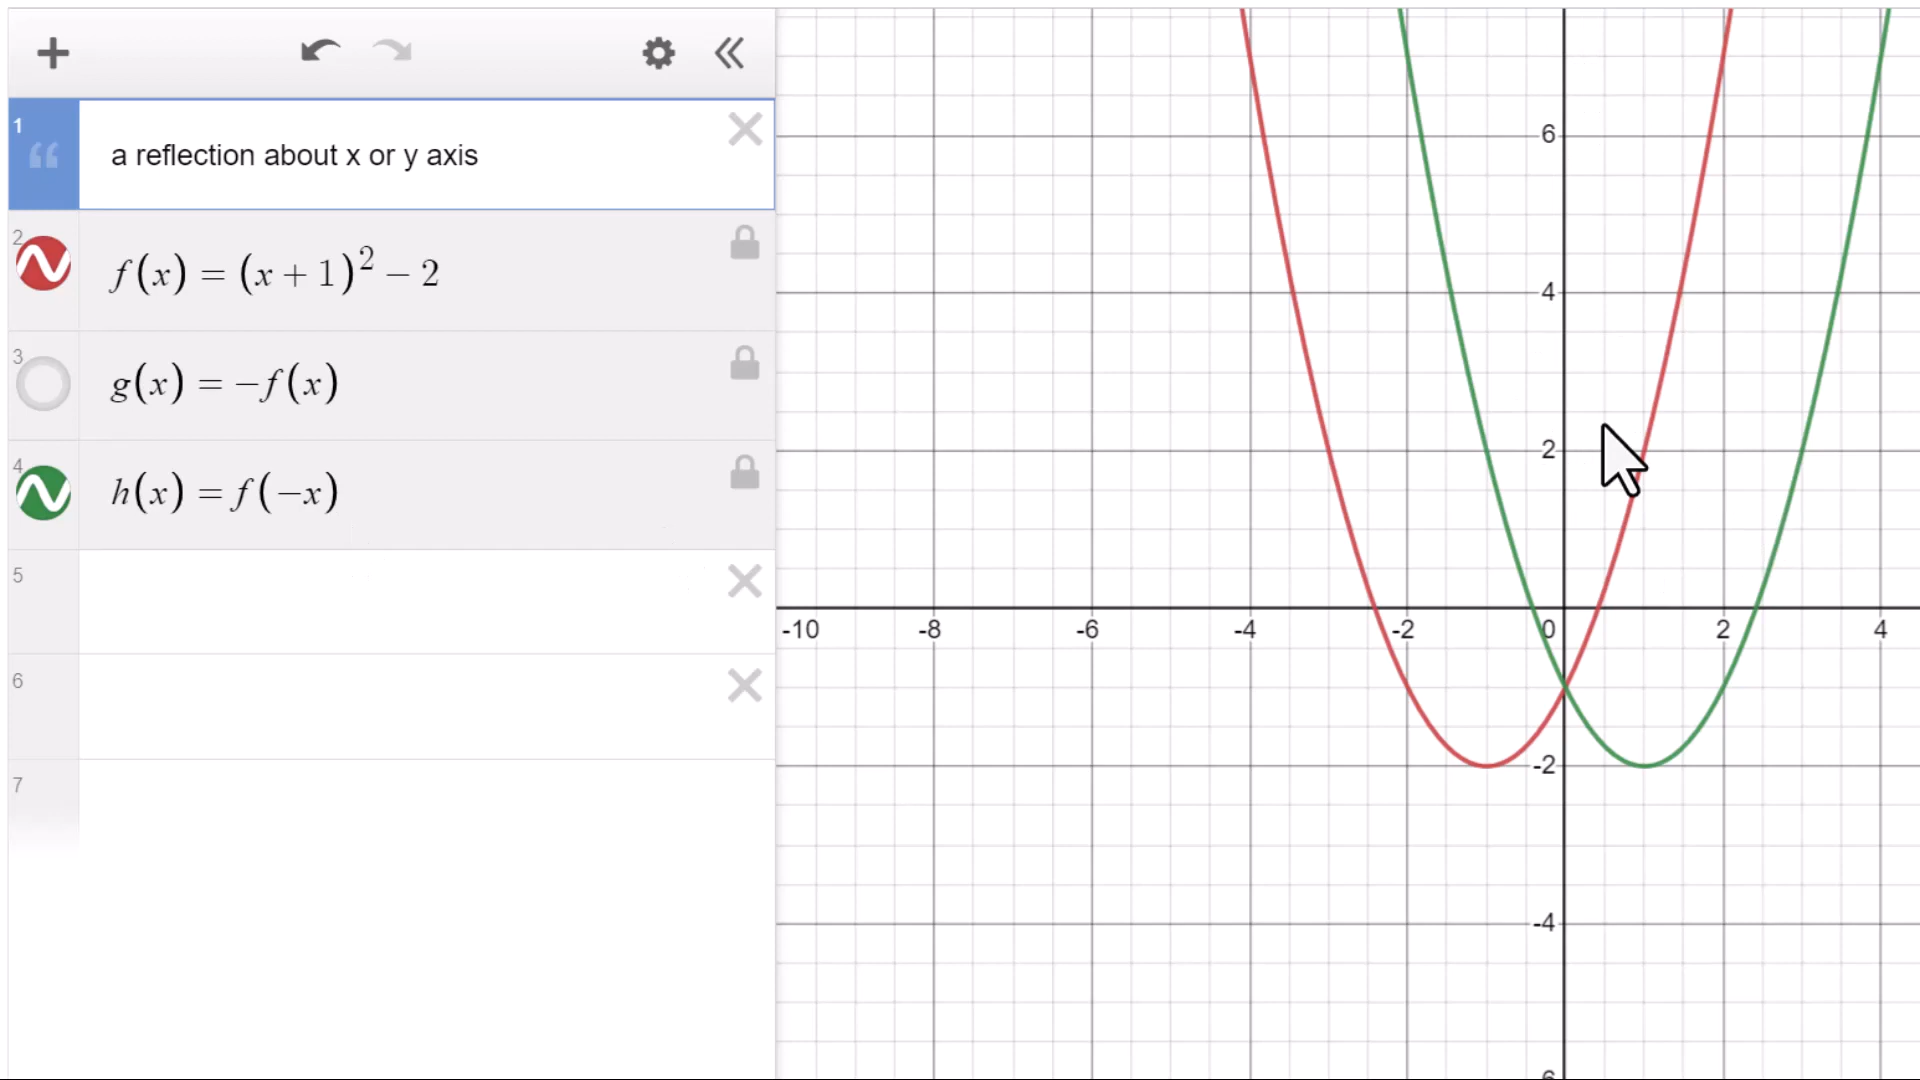 1
a reflection about x or y axis
2
f(x) = (x + 1)² − 2
3
g(x) = −f(x)
4
h(x) = f(−x)
5
6
7
6
4
2
-10 -8 -6 -4 -2 0 2 4
-2
-4